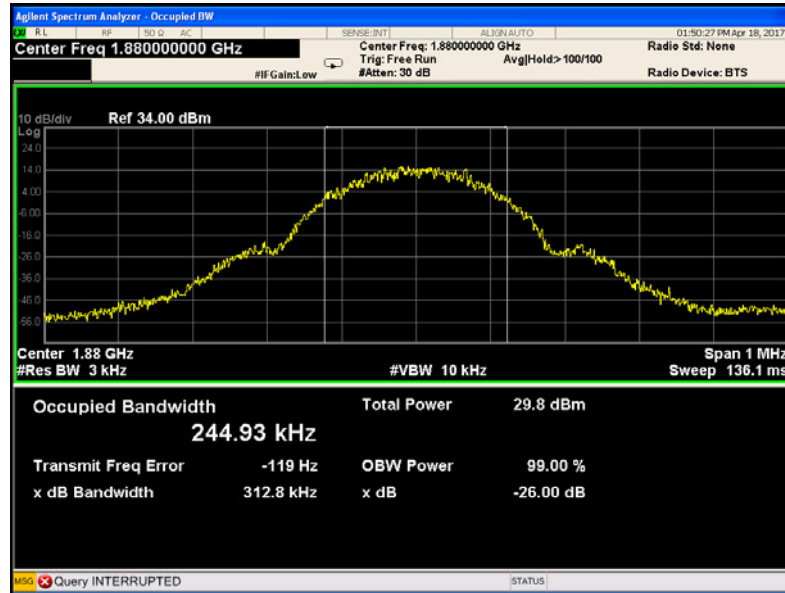 Agilent Spectrum Analyzer - Occupied BW
RL RF 50 Ω AC SENSE:INT ALIGNAUTO 01:50:27 PM Apr 18, 2017
Center Freq 1.880000000 GHz Center Freq: 1.880000000 GHz Radio Std: None
Trig: Free Run Avg|Hold:>100/100
#IFGain:Low #Atten: 30 dB Radio Device: BTS
10 dB/div Ref 34.00 dBm
Log
24.0
14.0
4.00
-6.00
-16.0
-26.0
-36.0
-46.0
-56.0
Center 1.88 GHz Span 1 MHz
#Res BW 3 kHz #VBW 10 kHz Sweep 136.1 ms
Occupied Bandwidth Total Power 29.8 dBm
244.93 kHz
Transmit Freq Error -119 Hz OBW Power 99.00 %
x dB Bandwidth 312.8 kHz x dB -26.00 dB
MSG Query INTERRUPTED STATUS